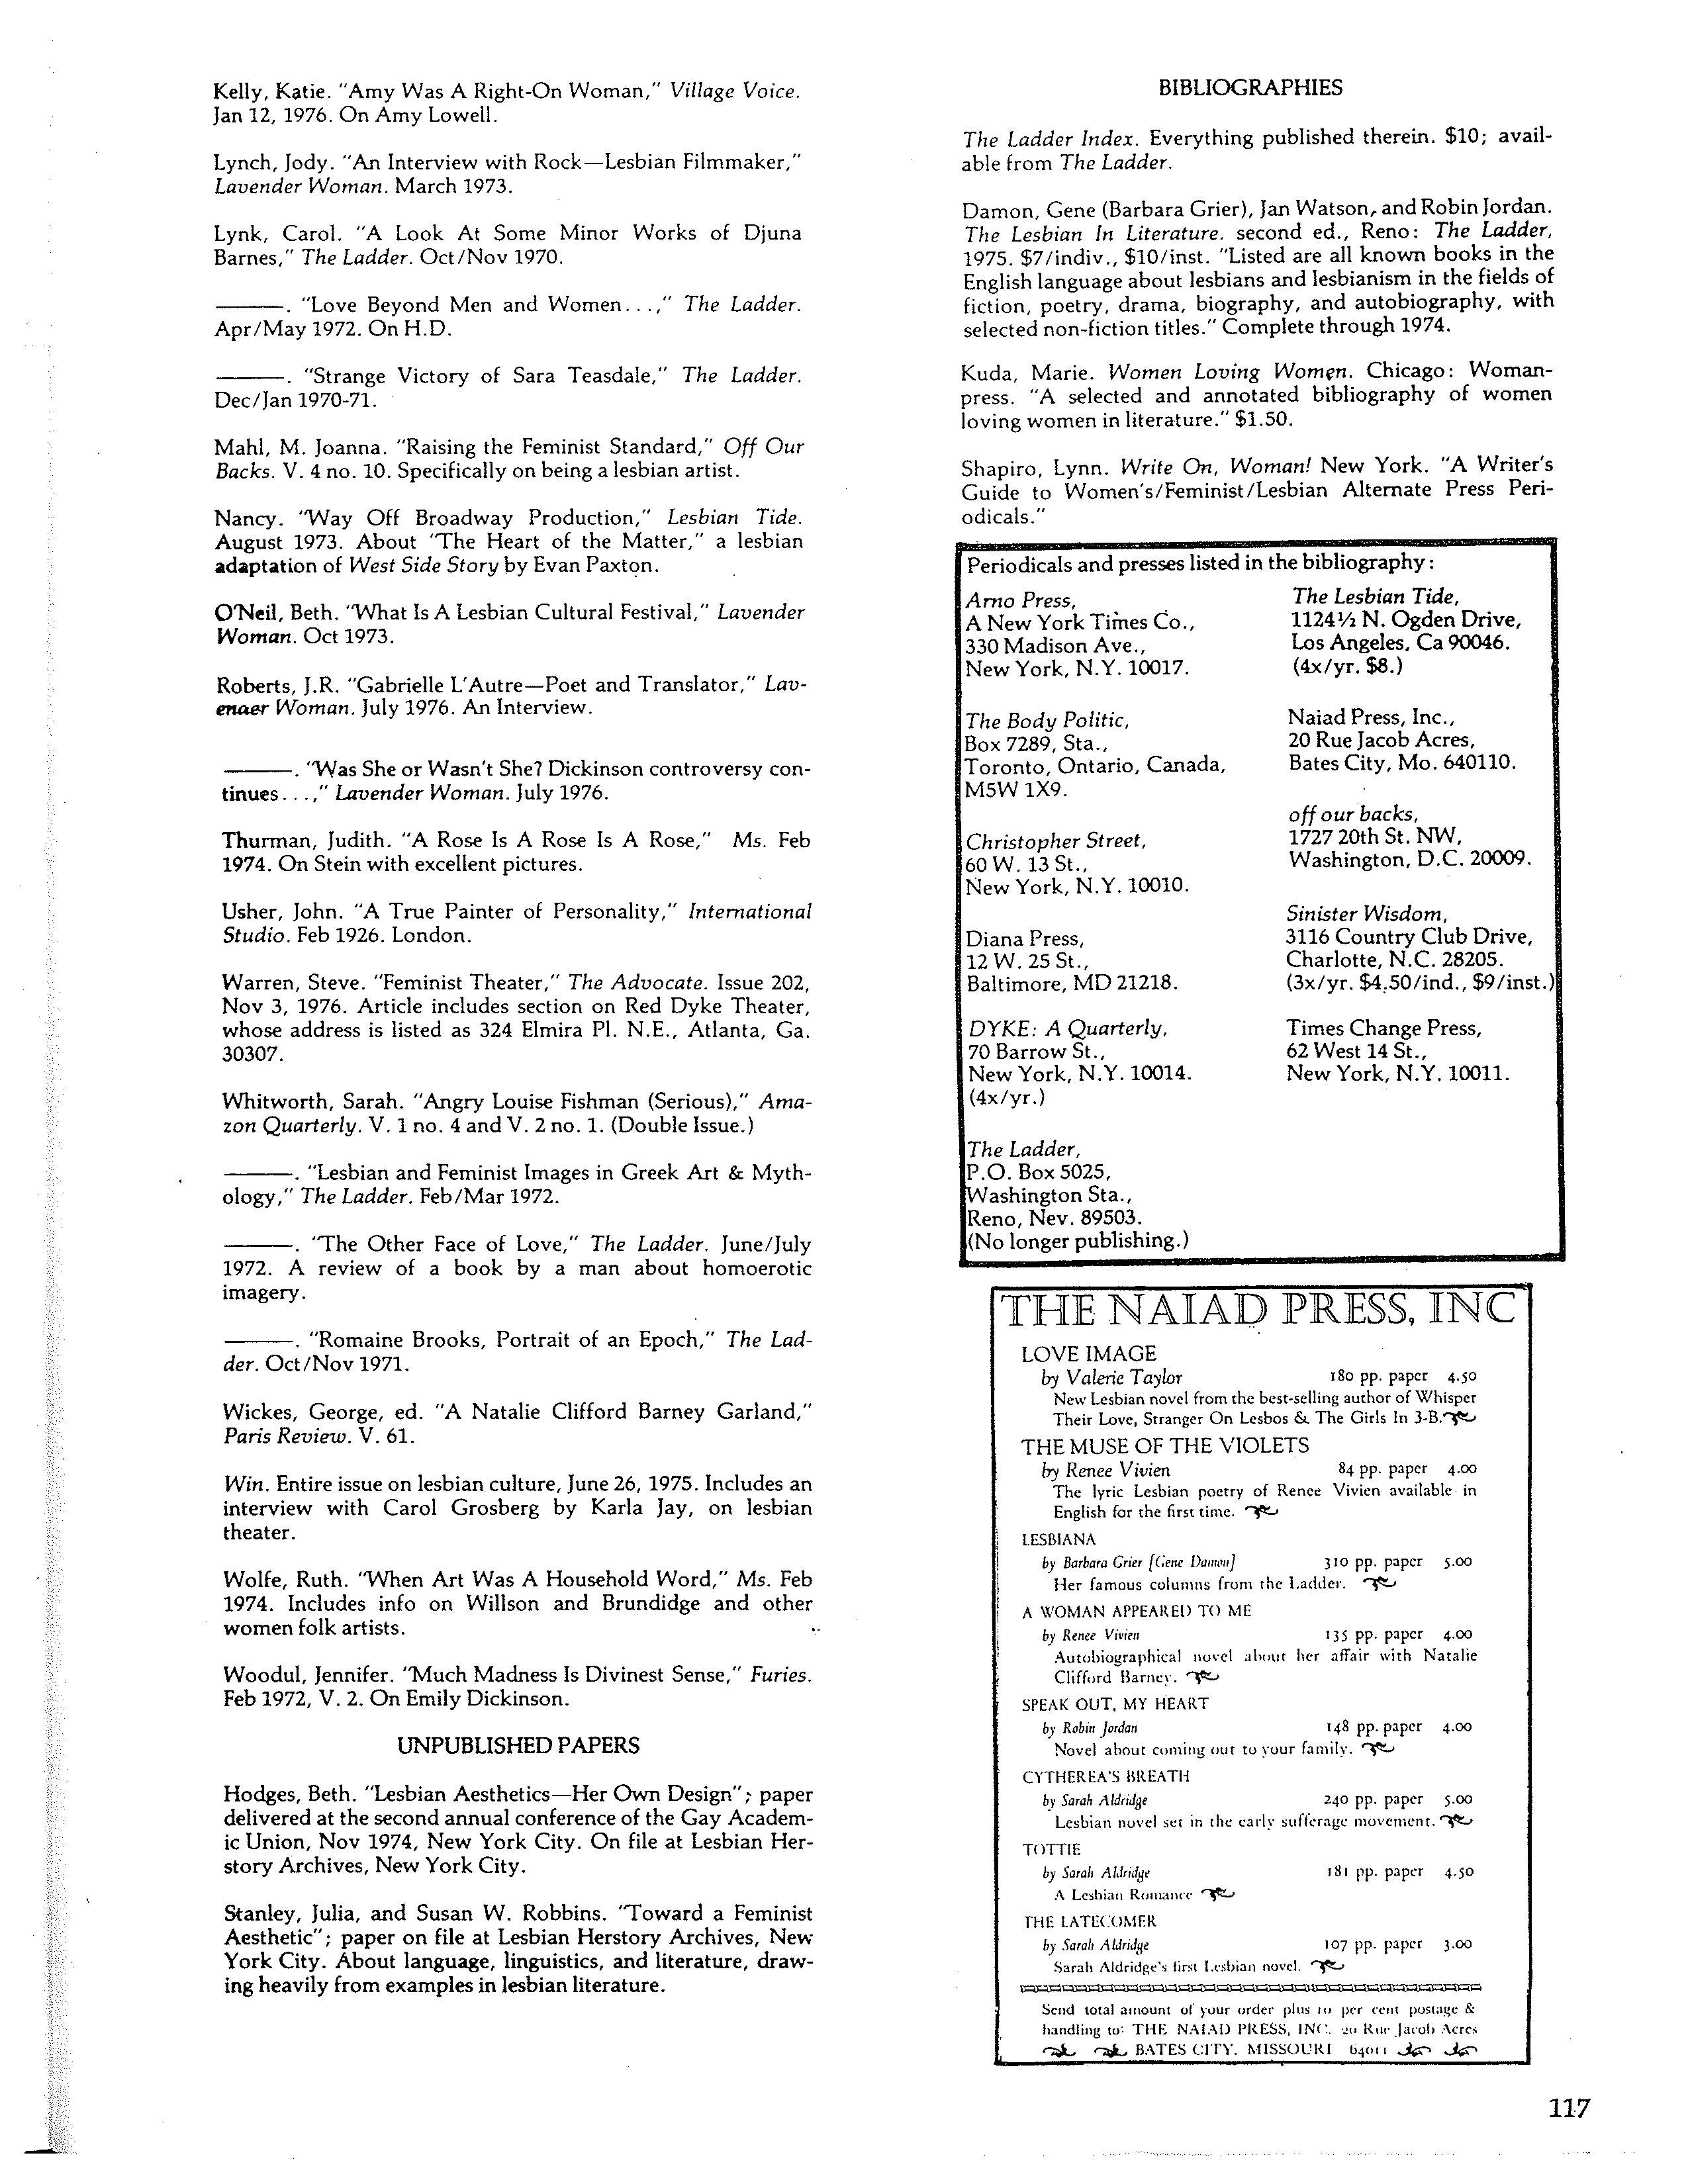 Kelly, Katie. "Amy Was A Right-On Woman," Village Voice.
Jan 12, 1976. On Amy Lowell.
Lynch, Jody. "An Interview with Rock—Lesbian Filmmaker,"
Lavender Woman. March 1973.
Lynk, Carol. "A Look At Some Minor Works of Djuna
Barnes," The Ladder. Oct/Nov 1970.
———. "Love Beyond Men and Women...," The Ladder.
Apr/May 1972. On H.D.
———. "Strange Victory of Sara Teasdale," The Ladder.
Dec/Jan 1970-71.
Mahl, M. Joanna. "Raising the Feminist Standard," Off Our
Backs. V. 4 no. 10. Specifically on being a lesbian artist.
Nancy. "Way Off Broadway Production," Lesbian Tide.
August 1973. About "The Heart of the Matter," a lesbian
adaptation of West Side Story by Evan Paxton.
O'Neil, Beth. "What Is A Lesbian Cultural Festival," Lavender
Woman. Oct 1973.
Roberts, J.R. "Gabrielle L'Autre—Poet and Translator," Lav-
ender Woman. July 1976. An Interview.
———. "Was She or Wasn't She? Dickinson controversy con-
tinues...," Lavender Woman. July 1976.
Thurman, Judith. "A Rose Is A Rose Is A Rose," Ms. Feb
1974. On Stein with excellent pictures.
Usher, John. "A True Painter of Personality," International
Studio. Feb 1926. London.
Warren, Steve. "Feminist Theater," The Advocate. Issue 202,
Nov 3, 1976. Article includes section on Red Dyke Theater,
whose address is listed as 324 Elmira Pl. N.E., Atlanta, Ga.
30307.
Whitworth, Sarah. "Angry Louise Fishman (Serious)," Ama-
zon Quarterly. V. 1 no. 4 and V. 2 no. 1. (Double Issue.)
———. "Lesbian and Feminist Images in Greek Art & Myth-
ology," The Ladder. Feb/Mar 1972.
———. "The Other Face of Love," The Ladder. June/July
1972. A review of a book by a man about homoerotic
imagery.
———. "Romaine Brooks, Portrait of an Epoch," The Lad-
der. Oct/Nov 1971.
Wickes, George, ed. "A Natalie Clifford Barney Garland,"
Paris Review. V. 61.
Win. Entire issue on lesbian culture, June 26, 1975. Includes an
interview with Carol Grosberg by Karla Jay, on lesbian
theater.
Wolfe, Ruth. "When Art Was A Household Word," Ms. Feb
1974. Includes info on Willson and Brundidge and other
women folk artists.
Woodul, Jennifer. "Much Madness Is Divinest Sense," Furies.
Feb 1972, V. 2. On Emily Dickinson.
UNPUBLISHED PAPERS
Hodges, Beth. "Lesbian Aesthetics—Her Own Design"; paper
delivered at the second annual conference of the Gay Academ-
ic Union, Nov 1974, New York City. On file at Lesbian Her-
story Archives, New York City.
Stanley, Julia, and Susan W. Robbins. "Toward a Feminist
Aesthetic"; paper on file at Lesbian Herstory Archives, New
York City. About language, linguistics, and literature, draw-
ing heavily from examples in lesbian literature.
BIBLIOGRAPHIES
The Ladder Index. Everything published therein. $10; avail-
able from The Ladder.
Damon, Gene (Barbara Grier), Jan Watson, and Robin Jordan.
The Lesbian In Literature. second ed., Reno: The Ladder,
1975. $7/indiv., $10/inst. "Listed are all known books in the
English language about lesbians and lesbianism in the fields of
fiction, poetry, drama, biography, and autobiography, with
selected non-fiction titles." Complete through 1974.
Kuda, Marie. Women Loving Women. Chicago: Woman-
press. "A selected and annotated bibliography of women
loving women in literature." $1.50.
Shapiro, Lynn. Write On, Woman! New York. "A Writer's
Guide to Women's/Feminist/Lesbian Alternate Press Peri-
odicals."
Periodicals and presses listed in the bibliography:
Arno Press,
A New York Times Co.,
330 Madison Ave.,
New York, N.Y. 10017.
The Body Politic,
Box 7289, Sta.,
Toronto, Ontario, Canada,
M5W 1X9.
Christopher Street,
60 W. 13 St.,
New York, N.Y. 10010.
Diana Press,
12 W. 25 St.,
Baltimore, MD 21218.
DYKE: A Quarterly,
70 Barrow St.,
New York, N.Y. 10014.
(4x/yr.)
The Ladder,
P.O. Box 5025,
Washington Sta.,
Reno, Nev. 89503.
(No longer publishing.)
The Lesbian Tide,
1124½ N. Ogden Drive,
Los Angeles, Ca 90046.
(4x/yr. $8.)
Naiad Press, Inc.,
20 Rue Jacob Acres,
Bates City, Mo. 640110.
off our backs,
1727 20th St. NW,
Washington, D.C. 20009.
Sinister Wisdom,
3116 Country Club Drive,
Charlotte, N.C. 28205.
(3x/yr. $4.50/ind., $9/inst.)
Times Change Press,
62 West 14 St.,
New York, N.Y. 10011.
THE NAIAD PRESS, INC
LOVE IMAGE
by Valerie Taylor 180 pp. paper 4.50
New Lesbian novel from the best-selling author of Whisper
Their Love, Stranger On Lesbos & The Girls In 3-B.
THE MUSE OF THE VIOLETS
by Renee Vivien 84 pp. paper 4.00
The lyric Lesbian poetry of Renee Vivien available in
English for the first time.
LESBIANA
by Barbara Grier [Gene Damon] 310 pp. paper 5.00
Her famous columns from the Ladder.
A WOMAN APPEARED TO ME
by Renee Vivien 135 pp. paper 4.00
Autobiographical novel about her affair with Natalie
Clifford Barney.
SPEAK OUT, MY HEART
by Robin Jordan 148 pp. paper 4.00
Novel about coming out to your family.
CYTHEREA'S BREATH
by Sarah Aldridge 240 pp. paper 5.00
Lesbian novel set in the early sufferage movement.
TOTTIE
by Sarah Aldridge 181 pp. paper 4.50
A Lesbian Romance
THE LATECOMER
by Sarah Aldridge 107 pp. paper 3.00
Sarah Aldridge's first Lesbian novel.
Send total amount of your order plus 10 per cent postage &
handling to: THE NAIAD PRESS, INC. 20 Rue Jacob Acres
BATES CITY, MISSOURI 64011
117